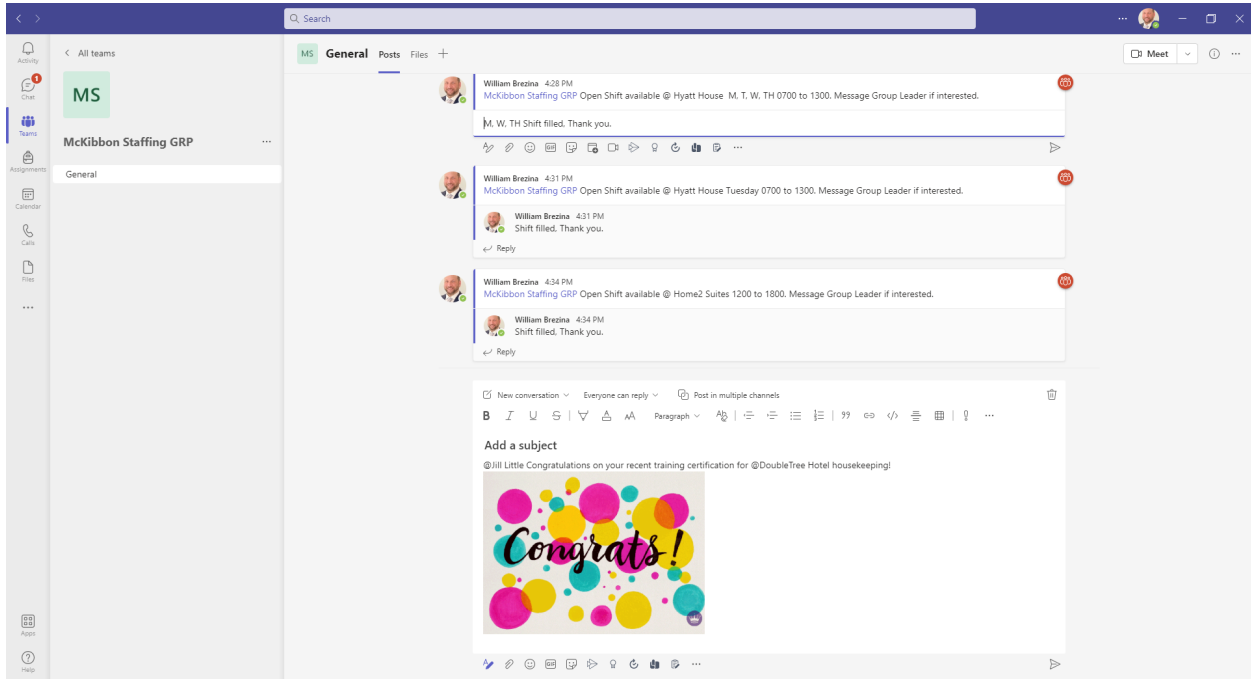 Search
Activity
Chat
1
Teams
Assignments
Calendar
Calls
Files
Apps
Help
All teams
MS
McKibbon Staffing GRP
General
MS General Posts Files
Meet
William Brezina 4:28 PM
McKibbon Staffing GRP Open Shift available @ Hyatt House M, T, W, TH 0700 to 1300. Message Group Leader if interested.
M, W, TH Shift filled, Thank you.
GIF
William Brezina 4:31 PM
McKibbon Staffing GRP Open Shift available @ Hyatt House Tuesday 0700 to 1300. Message Group Leader if interested.
William Brezina 4:31 PM
Shift filled, Thank you.
Reply
William Brezina 4:34 PM
McKibbon Staffing GRP Open Shift available @ Home2 Suites 1200 to 1800. Message Group Leader if interested.
William Brezina 4:34 PM
Shift filled, Thank you.
Reply
New conversation Everyone can reply Post in multiple channels
B I U S A AA Paragraph
Add a subject
@Jill Little Congratulations on your recent training certification for @DoubleTree Hotel housekeeping!
Congrats!
GIF